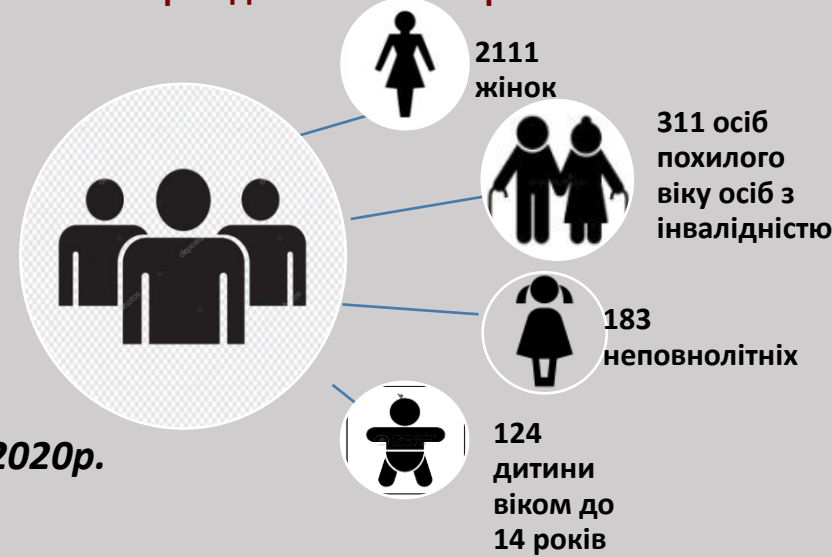 2111
жінок
311 осіб
похилого
віку осіб з
інвалідністю
183
неповнолітніх
2020р.
124
дитини
віком до
14 років